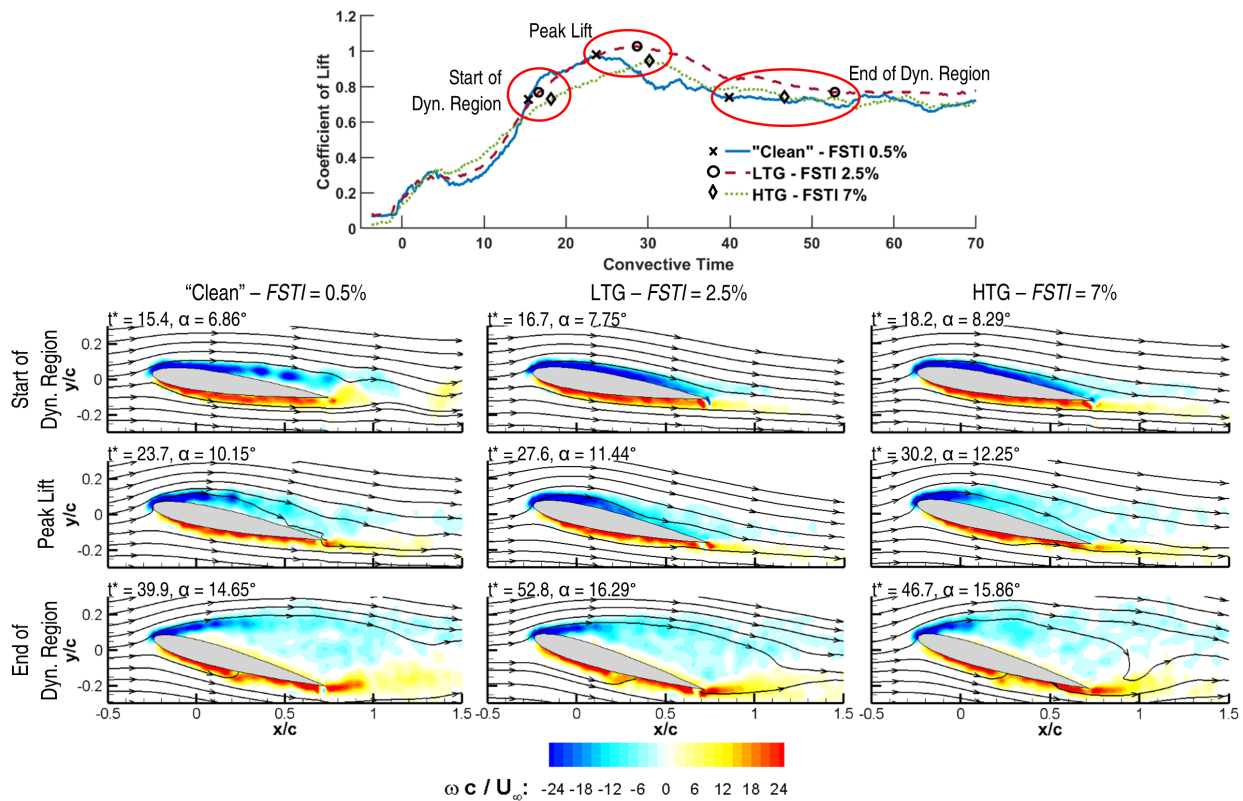 1.2
1
0.8
0.6
0.4
0.2
0
Coefficient of Lift
Peak Lift
Start of
Dyn. Region
End of Dyn. Region
"Clean" - FSTI 0.5%
LTG - FSTI 2.5%
HTG - FSTI 7%
0 10 20 30 40 50 60 70
Convective Time
“Clean” – FSTI = 0.5% LTG – FSTI = 2.5% HTG – FSTI = 7%
t* = 15.4, α = 6.86° t* = 16.7, α = 7.75° t* = 18.2, α = 8.29°
Start of
Dyn. Region
y/c
0.2
0
-0.2
t* = 23.7, α = 10.15° t* = 27.6, α = 11.44° t* = 30.2, α = 12.25°
Peak Lift
y/c
0.2
0
-0.2
t* = 39.9, α = 14.65° t* = 52.8, α = 16.29° t* = 46.7, α = 15.86°
End of
Dyn. Region
y/c
0.2
0
-0.2
-0.5 0 0.5 1 1.5 -0.5 0 0.5 1 1.5 -0.5 0 0.5 1 1.5
x/c x/c x/c
ω c / U∞: -24 -18 -12 -6 0 6 12 18 24